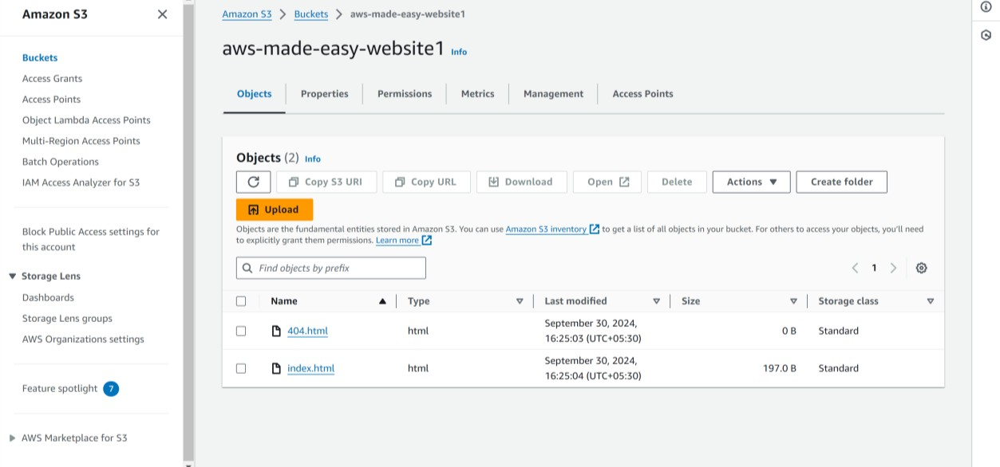 Amazon S3
Buckets
Access Grants
Access Points
Object Lambda Access Points
Multi-Region Access Points
Batch Operations
IAM Access Analyzer for S3
Block Public Access settings for
this account
Storage Lens
Dashboards
Storage Lens groups
AWS Organizations settings
Feature spotlight 7
AWS Marketplace for S3
Amazon S3 > Buckets > aws-made-easy-website1
aws-made-easy-website1 Info
Objects Properties Permissions Metrics Management Access Points
Objects (2) Info
Copy S3 URI Copy URL Download Open Delete Actions Create folder
Upload
Objects are the fundamental entities stored in Amazon S3. You can use Amazon S3 inventory to get a list of all objects in your bucket. For others to access your objects, you'll need
to explicitly grant them permissions. Learn more
Find objects by prefix
1
Name Type Last modified Size Storage class
404.html html September 30, 2024, 0 B Standard
16:25:03 (UTC+05:30)
index.html html September 30, 2024, 197.0 B Standard
16:25:04 (UTC+05:30)